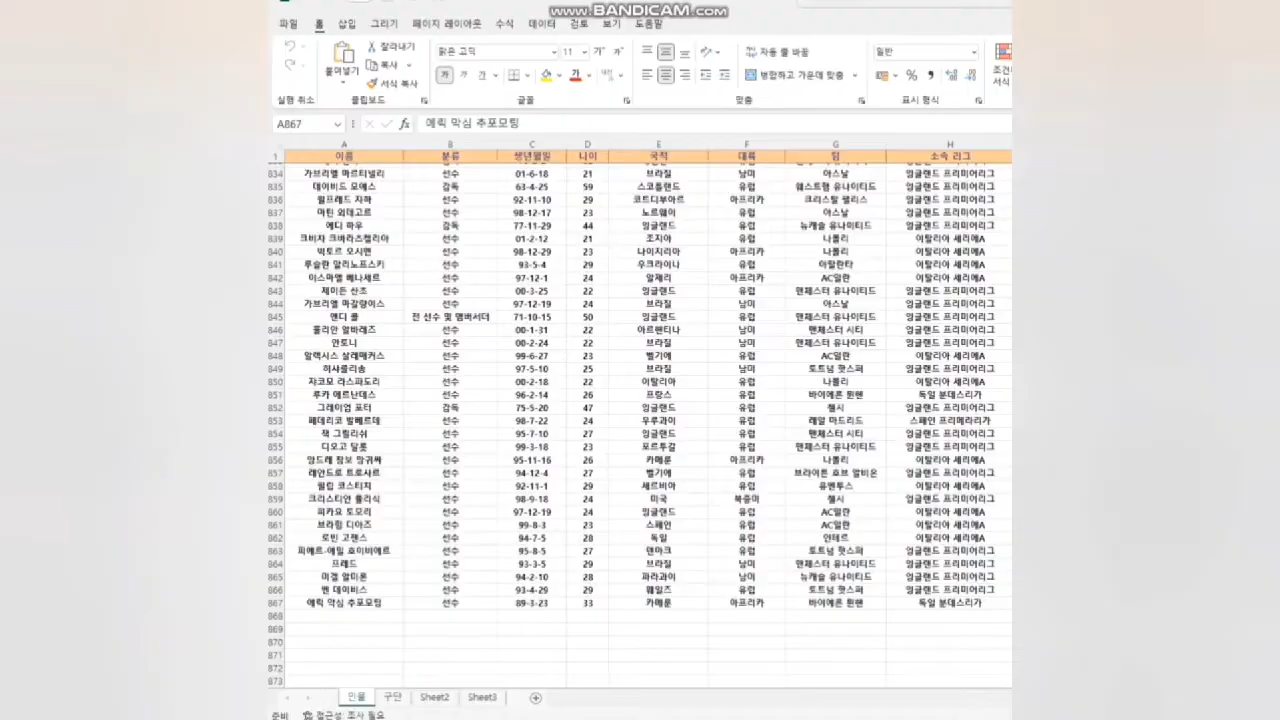 www.BANDICAM.com
파일 홈 삽입 그리기 페이지 레이아웃 수식 데이터 검토 보기 도움말
잘라내기
맑은 고딕 11 자동 줄 바꿈 일반
붙여넣기 복사 조건
서식
서식 복사 가 가 가 가 병합하고 가운데 맞춤 %
실행 취소 클립보드 글꼴 맞춤 표시 형식
A867 fx 에릭 막심 추포모팅
A B C D E F G H
1 이름 분류 생년월일 나이 국적 대륙 팀 소속 리그
834 가브리엘 마르티넬리 선수 01-6-18 21 브라질 남미 아스날 잉글랜드 프리미어리그
835 데이비드 모예스 감독 63-4-25 59 스코틀랜드 유럽 웨스트햄 유나이티드 잉글랜드 프리미어리그
836 윌프레드 자하 선수 92-11-10 29 코트디부아르 아프리카 크리스탈 팰리스 잉글랜드 프리미어리그
837 마틴 외데고르 선수 98-12-17 23 노르웨이 유럽 아스날 잉글랜드 프리미어리그
838 에디 하우 감독 77-11-29 44 잉글랜드 유럽 뉴캐슬 유나이티드 잉글랜드 프리미어리그
839 크비차 크바라츠켈리아 선수 01-2-12 21 조지아 유럽 나폴리 이탈리아 세리에A
840 빅토르 오시멘 선수 98-12-29 23 나이지리아 아프리카 나폴리 이탈리아 세리에A
841 루슬란 말리노프스키 선수 93-5-4 29 우크라이나 유럽 아탈란타 이탈리아 세리에A
842 이스마엘 베나세르 선수 97-12-1 24 알제리 아프리카 AC밀란 이탈리아 세리에A
843 제이든 산초 선수 00-3-25 22 잉글랜드 유럽 맨체스터 유나이티드 잉글랜드 프리미어리그
844 가브리엘 마갈량이스 선수 97-12-19 24 브라질 남미 아스날 잉글랜드 프리미어리그
845 앤디 콜 전 선수 및 앰버서더 71-10-15 50 잉글랜드 유럽 맨체스터 유나이티드 잉글랜드 프리미어리그
846 훌리안 알바레즈 선수 00-1-31 22 아르헨티나 남미 맨체스터 시티 잉글랜드 프리미어리그
847 안토니 선수 00-2-24 22 브라질 남미 맨체스터 유나이티드 잉글랜드 프리미어리그
848 알렉시스 살레매커스 선수 99-6-27 23 벨기에 유럽 AC밀란 이탈리아 세리에A
849 히샤를리송 선수 97-5-10 25 브라질 남미 토트넘 핫스퍼 잉글랜드 프리미어리그
850 자코모 라스파도리 선수 00-2-18 22 이탈리아 유럽 나폴리 이탈리아 세리에A
851 루카 에르난데스 선수 96-2-14 26 프랑스 유럽 바이에른 뮌헨 독일 분데스리가
852 그레이엄 포터 감독 75-5-20 47 잉글랜드 유럽 첼시 잉글랜드 프리미어리그
853 페데리코 발베르데 선수 98-7-22 24 우루과이 남미 레알 마드리드 스페인 프리메라리가
854 잭 그릴리쉬 선수 95-7-10 27 잉글랜드 유럽 맨체스터 시티 잉글랜드 프리미어리그
855 디오고 달롯 선수 99-3-18 23 포르투갈 유럽 맨체스터 유나이티드 잉글랜드 프리미어리그
856 앙드레 잠보 앙귀싸 선수 95-11-16 26 카메룬 아프리카 나폴리 이탈리아 세리에A
857 레안드로 트로사르 선수 94-12-4 27 벨기에 유럽 브라이튼 호브 알비온 잉글랜드 프리미어리그
858 필립 코스티치 선수 92-11-1 29 세르비아 유럽 유벤투스 이탈리아 세리에A
859 크리스티안 풀리식 선수 98-9-18 24 미국 북중미 첼시 잉글랜드 프리미어리그
860 피카요 토모리 선수 97-12-19 24 잉글랜드 유럽 AC밀란 이탈리아 세리에A
861 브라힘 디아즈 선수 99-8-3 23 스페인 유럽 AC밀란 이탈리아 세리에A
862 로빈 고젠스 선수 94-7-5 28 독일 유럽 인테르 이탈리아 세리에A
863 피에르-에밀 호이비에르 선수 95-8-5 27 덴마크 유럽 토트넘 핫스퍼 잉글랜드 프리미어리그
864 프레드 선수 93-3-5 29 브라질 남미 맨체스터 유나이티드 잉글랜드 프리미어리그
865 미겔 알미론 선수 94-2-10 28 파라과이 남미 뉴캐슬 유나이티드 잉글랜드 프리미어리그
866 벤 데이비스 선수 93-4-29 29 웨일즈 유럽 토트넘 핫스퍼 잉글랜드 프리미어리그
867 에릭 막심 추포모팅 선수 89-3-23 33 카메룬 아프리카 바이에른 뮌헨 독일 분데스리가
868
869
870
871
872
873
인물 구단 Sheet2 Sheet3
준비 접근성: 조사 필요